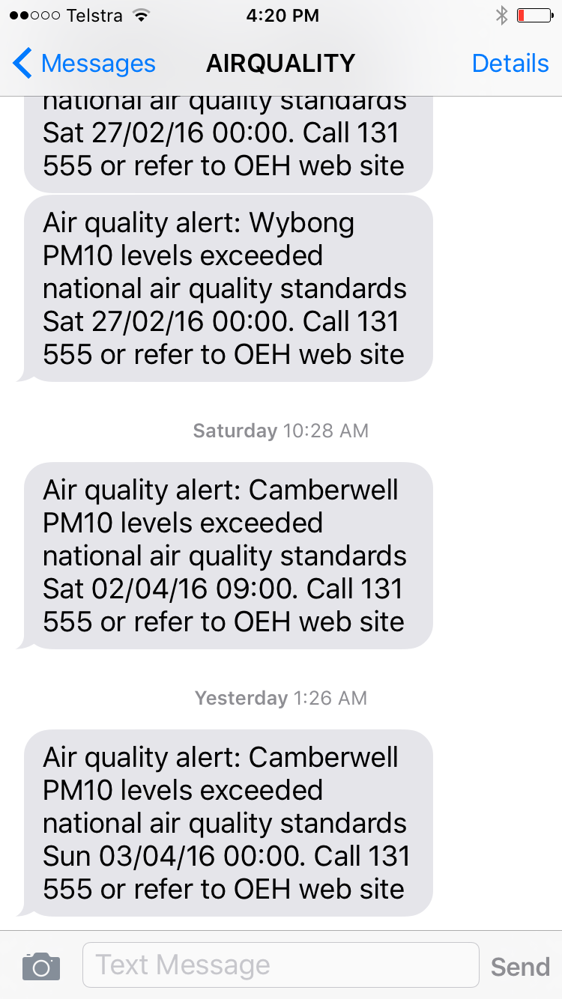 Telstra 4:20 PM
Messages AIRQUALITY Details
national air quality standards
Sat 27/02/16 00:00. Call 131
555 or refer to OEH web site
Air quality alert: Wybong
PM10 levels exceeded
national air quality standards
Sat 27/02/16 00:00. Call 131
555 or refer to OEH web site
Saturday 10:28 AM
Air quality alert: Camberwell
PM10 levels exceeded
national air quality standards
Sat 02/04/16 09:00. Call 131
555 or refer to OEH web site
Yesterday 1:26 AM
Air quality alert: Camberwell
PM10 levels exceeded
national air quality standards
Sun 03/04/16 00:00. Call 131
555 or refer to OEH web site
Text Message Send